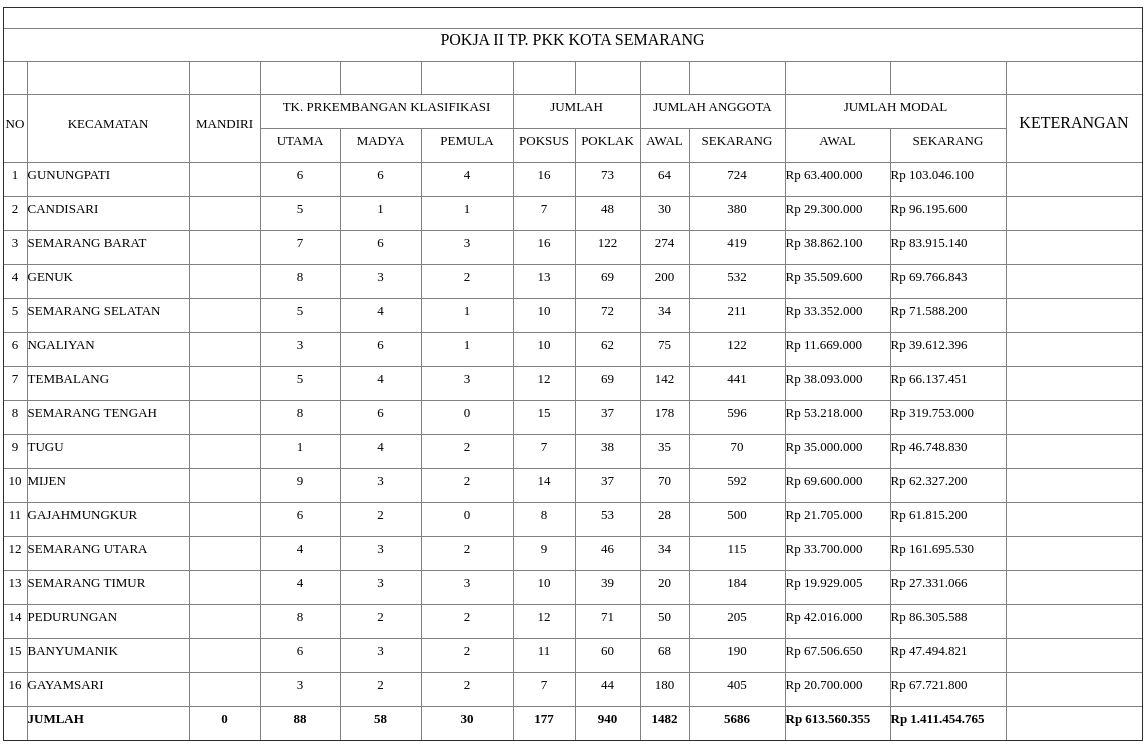 POKJA II TP. PKK KOTA SEMARANG
NO KECAMATAN MANDIRI TK. PRKEMBANGAN KLASIFIKASI JUMLAH JUMLAH ANGGOTA JUMLAH MODAL KETERANGAN
UTAMA MADYA PEMULA POKSUS POKLAK AWAL SEKARANG AWAL SEKARANG
1 GUNUNGPATI 6 6 4 16 73 64 724 Rp 63.400.000 Rp 103.046.100
2 CANDISARI 5 1 1 7 48 30 380 Rp 29.300.000 Rp 96.195.600
3 SEMARANG BARAT 7 6 3 16 122 274 419 Rp 38.862.100 Rp 83.915.140
4 GENUK 8 3 2 13 69 200 532 Rp 35.509.600 Rp 69.766.843
5 SEMARANG SELATAN 5 4 1 10 72 34 211 Rp 33.352.000 Rp 71.588.200
6 NGALIYAN 3 6 1 10 62 75 122 Rp 11.669.000 Rp 39.612.396
7 TEMBALANG 5 4 3 12 69 142 441 Rp 38.093.000 Rp 66.137.451
8 SEMARANG TENGAH 8 6 0 15 37 178 596 Rp 53.218.000 Rp 319.753.000
9 TUGU 1 4 2 7 38 35 70 Rp 35.000.000 Rp 46.748.830
10 MIJEN 9 3 2 14 37 70 592 Rp 69.600.000 Rp 62.327.200
11 GAJAHMUNGKUR 6 2 0 8 53 28 500 Rp 21.705.000 Rp 61.815.200
12 SEMARANG UTARA 4 3 2 9 46 34 115 Rp 33.700.000 Rp 161.695.530
13 SEMARANG TIMUR 4 3 3 10 39 20 184 Rp 19.929.005 Rp 27.331.066
14 PEDURUNGAN 8 2 2 12 71 50 205 Rp 42.016.000 Rp 86.305.588
15 BANYUMANIK 6 3 2 11 60 68 190 Rp 67.506.650 Rp 47.494.821
16 GAYAMSARI 3 2 2 7 44 180 405 Rp 20.700.000 Rp 67.721.800
JUMLAH 0 88 58 30 177 940 1482 5686 Rp 613.560.355 Rp 1.411.454.765